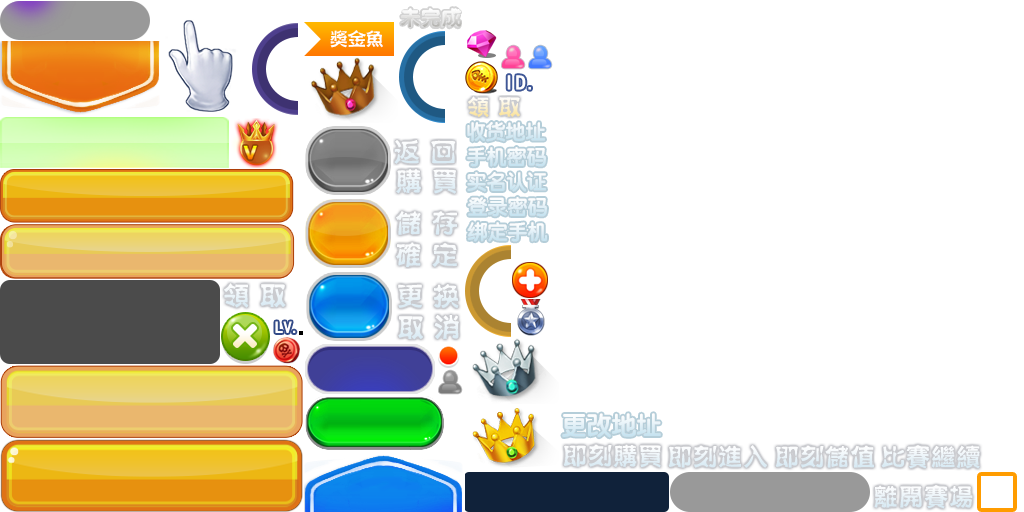 未完成
獎金魚
ID.
領取
收货地址
手机密码
实名认证
登录密码
绑定手机
V
返回
購買
儲存
確定
更換
取消
領取
LV.
更改地址
即刻購買 即刻進入 即刻儲值 比賽繼續
離開賽場